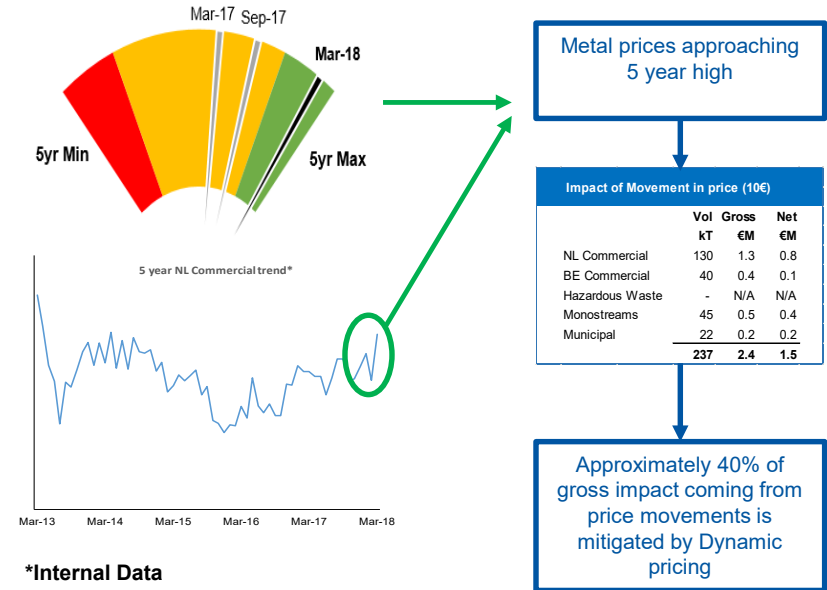 Mar-17 Sep-17
Mar-18
5yr Min
5yr Max
5 year NL Commercial trend*
Mar-13 Mar-14 Mar-15 Mar-16 Mar-17 Mar-18
*Internal Data
Metal prices approaching
5 year high
Impact of Movement in price (10€)
Vol Gross Net
kT €M €M
NL Commercial 130 1.3 0.8
BE Commercial 40 0.4 0.1
Hazardous Waste - N/A N/A
Monostreams 45 0.5 0.4
Municipal 22 0.2 0.2
237 2.4 1.5
Approximately 40% of
gross impact coming from
price movements is
mitigated by Dynamic
pricing